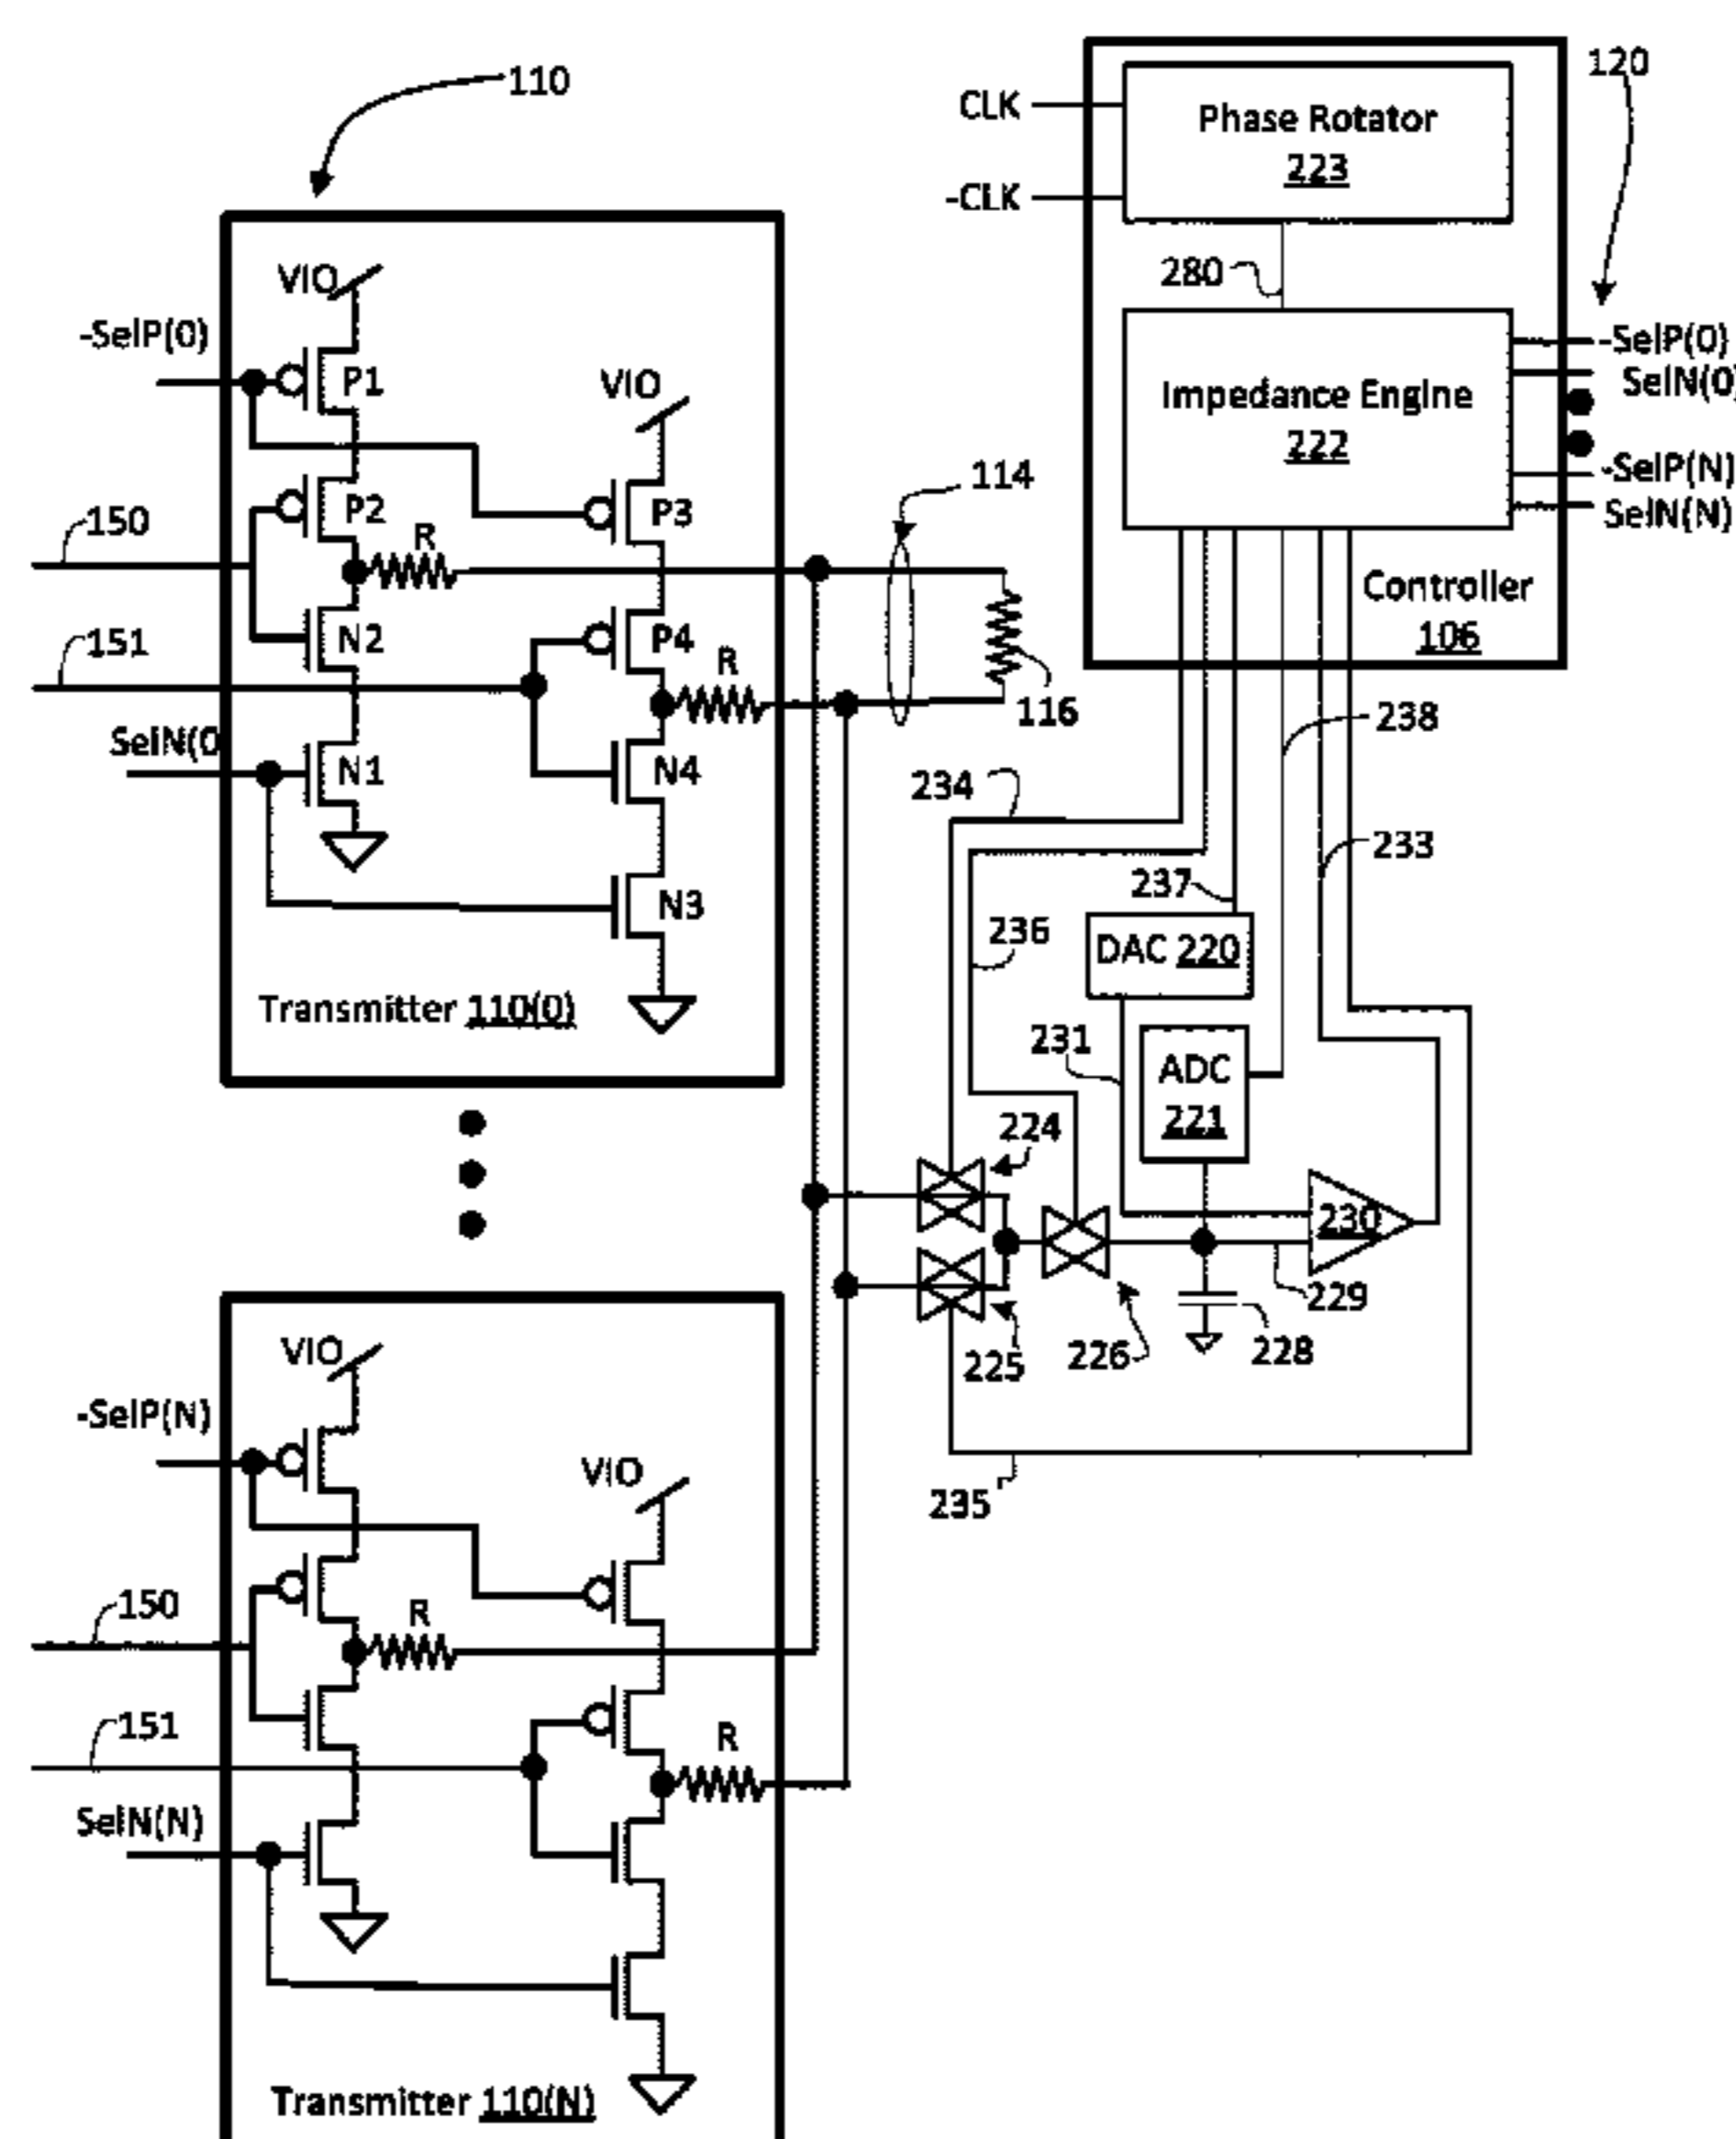 110
120
CLK
Phase Rotator
223
-CLK
280
VIO
-SelP(0)
P1
VIO
Impedance Engine
222
-SelP(0)
SelN(0)
-SelP(N)
SelN(N)
150
P2
R
P3
114
Controller
106
151
N2
P4
R
116
SelN(0
N1
N4
234
238
237
233
N3
236
DAC 220
Transmitter 110(0)
231
ADC
221
224
230
229
225
226
228
VIO
-SelP(N)
VIO
235
150
R
151
R
SelN(N)
Transmitter 110(N)